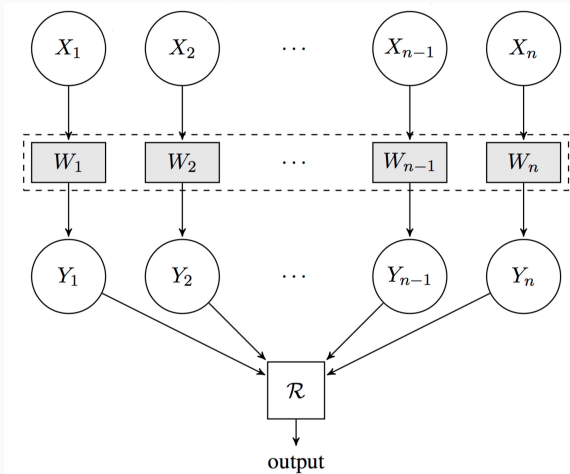 X₁ X₂ ⋯ Xₙ₋₁ Xₙ
W₁ W₂ ⋯ Wₙ₋₁ Wₙ
Y₁ Y₂ ⋯ Yₙ₋₁ Yₙ
ℛ
output